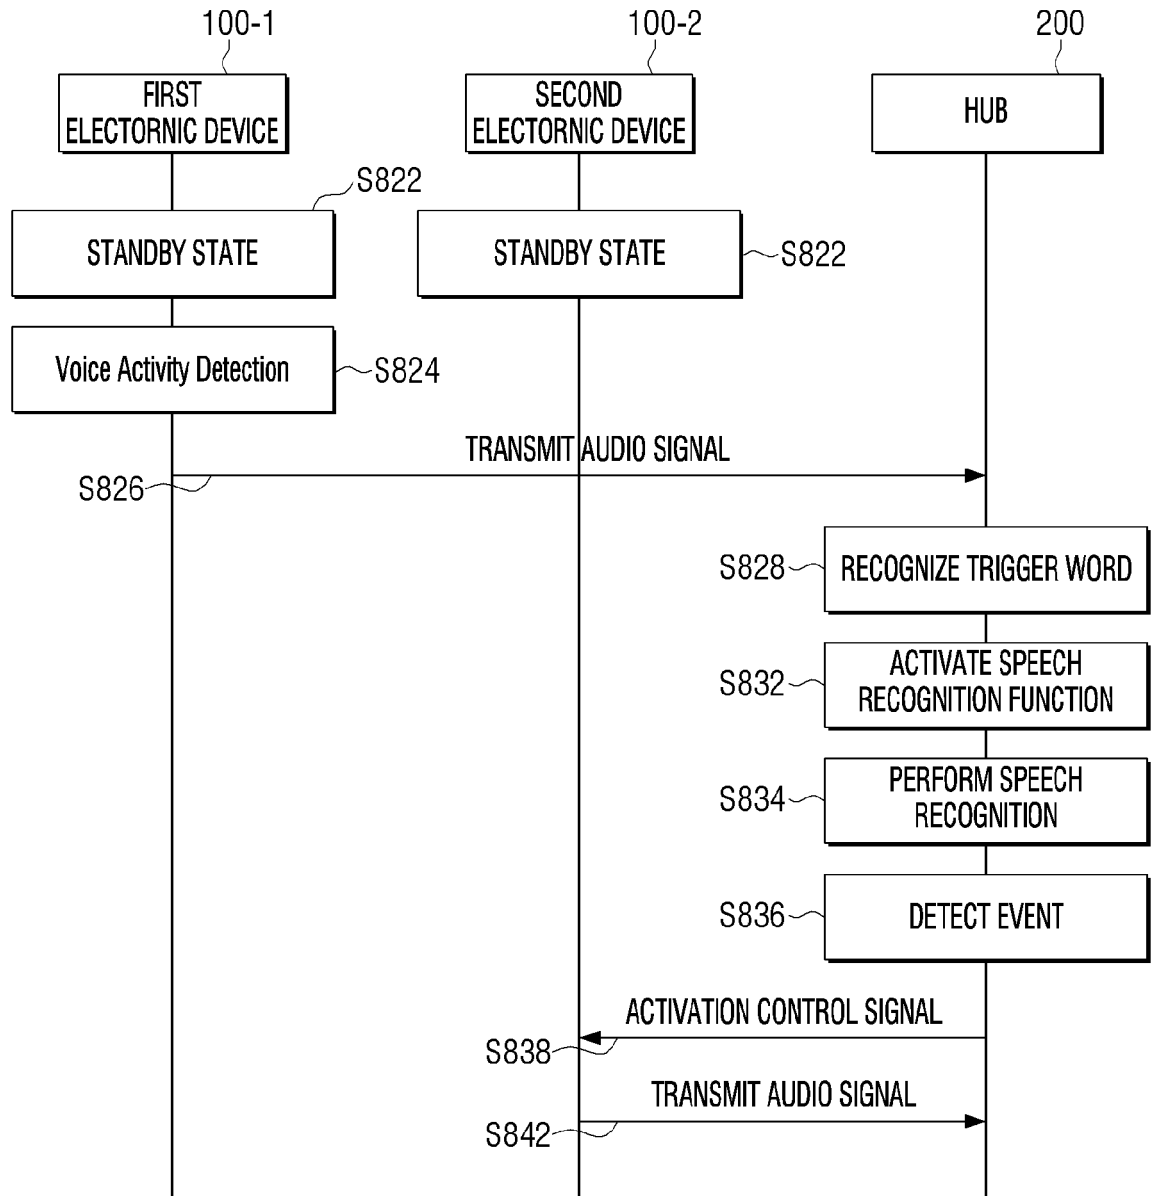 100-1
100-2
200
FIRST
ELECTORNIC DEVICE
SECOND
ELECTORNIC DEVICE
HUB
S822
STANDBY STATE
STANDBY STATE
S822
Voice Activity Detection
S824
TRANSMIT AUDIO SIGNAL
S826
S828
RECOGNIZE TRIGGER WORD
S832
ACTIVATE SPEECH
RECOGNITION FUNCTION
S834
PERFORM SPEECH
RECOGNITION
S836
DETECT EVENT
ACTIVATION CONTROL SIGNAL
S838
TRANSMIT AUDIO SIGNAL
S842